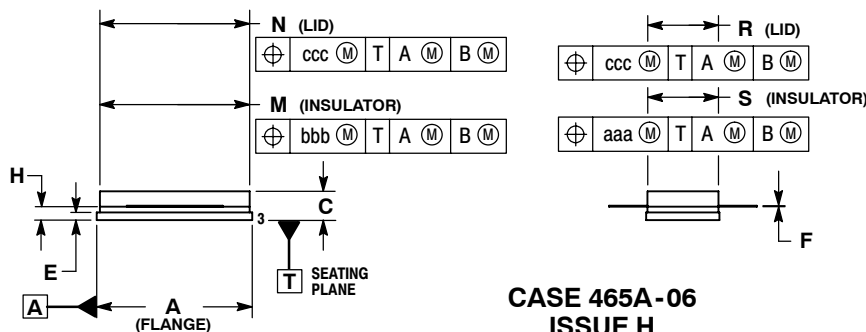 N (LID)
⌖ ccc Ⓜ T A Ⓜ B Ⓜ
M (INSULATOR)
⌖ bbb Ⓜ T A Ⓜ B Ⓜ
R (LID)
⌖ ccc Ⓜ T A Ⓜ B Ⓜ
S (INSULATOR)
⌖ aaa Ⓜ T A Ⓜ B Ⓜ
H
C
3
E
F
T SEATING
PLANE
A
A
(FLANGE)
CASE 465A-06
ISSUE H